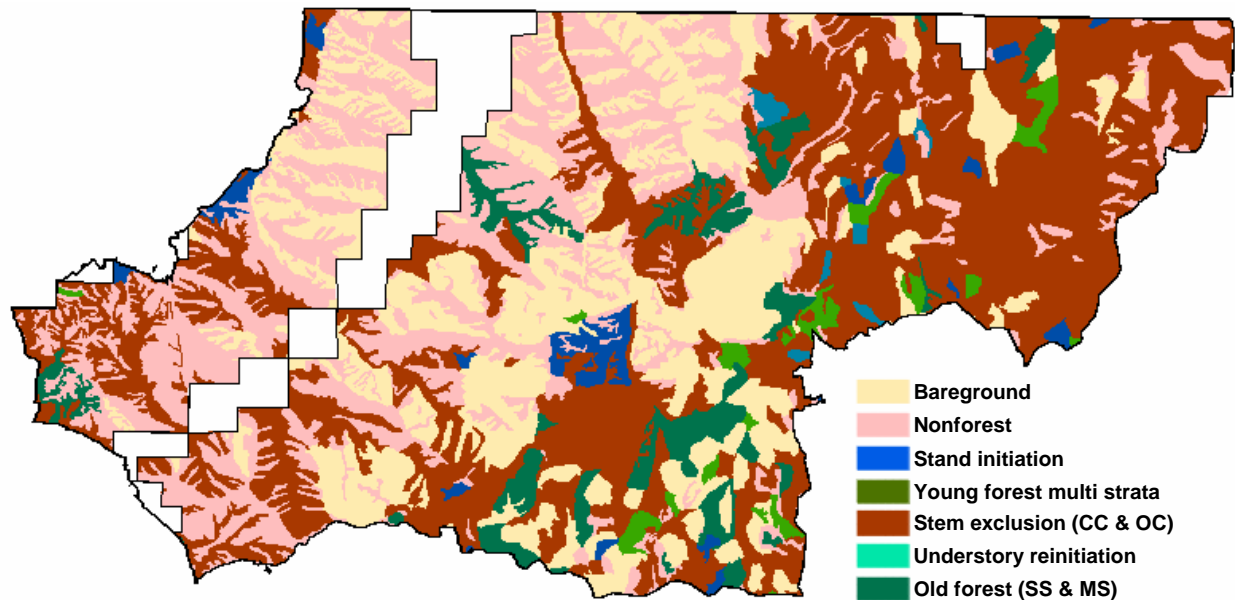 Bareground
Nonforest
Stand initiation
Young forest multi strata
Stem exclusion (CC & OC)
Understory reinitiation
Old forest (SS & MS)